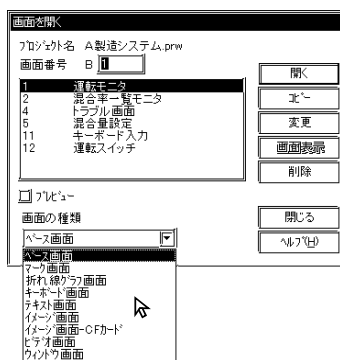 画面を開く
ﾌﾟﾛｼﾞｪｸﾄ名 A製造システム.prw
画面番号 B 1
1 運転モニタ
2 混合率一覧モニタ
4 トラブル画面
5 混合量設定
11 キーボード入力
12 運転スイッチ
開く
ｺﾋﾟｰ
変更
画面表示
削除
ﾌﾟﾚﾋﾞｭｰ
画面の種類
閉じる
ﾍﾙﾌﾟ(H)
ﾍﾞｰｽ画面
ﾍﾞｰｽ画面
ﾏｰｸ画面
折れ線ｸﾞﾗﾌ画面
ｷｰﾎﾞｰﾄﾞ画面
ﾃｷｽﾄ画面
ｲﾒｰｼﾞ画面
ｲﾒｰｼﾞ画面-CFｶｰﾄﾞ
ﾋﾞﾃﾞｵ画面
ｳｨﾝﾄﾞｳ画面